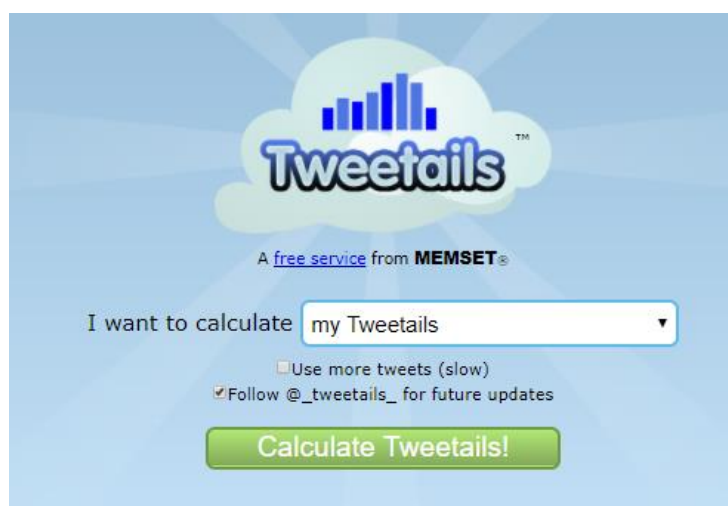 Tweetails ™
A free service from MEMSET®
I want to calculate my Tweetails
Use more tweets (slow)
Follow @_tweetails_ for future updates
Calculate Tweetails!